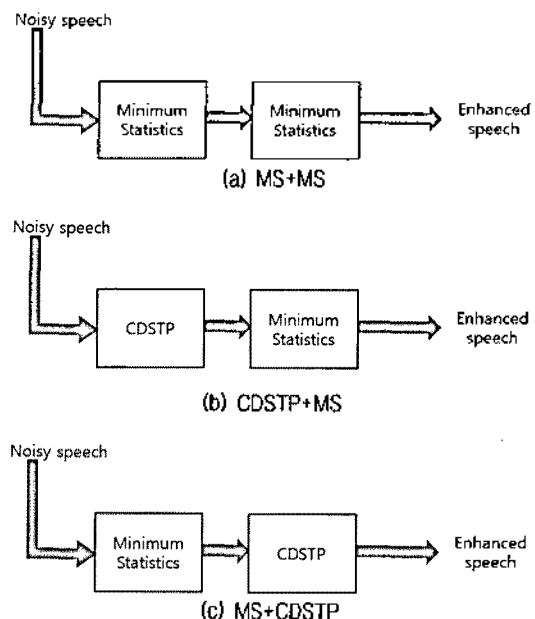 Noisy speech
Minimum
Statistics
Minimum
Statistics
Enhanced
speech
(a) MS+MS
Noisy speech
CDSTP
Minimum
Statistics
Enhanced
speech
(b) CDSTP+MS
Noisy speech
Minimum
Statistics
CDSTP
Enhanced
speech
(c) MS+CDSTP